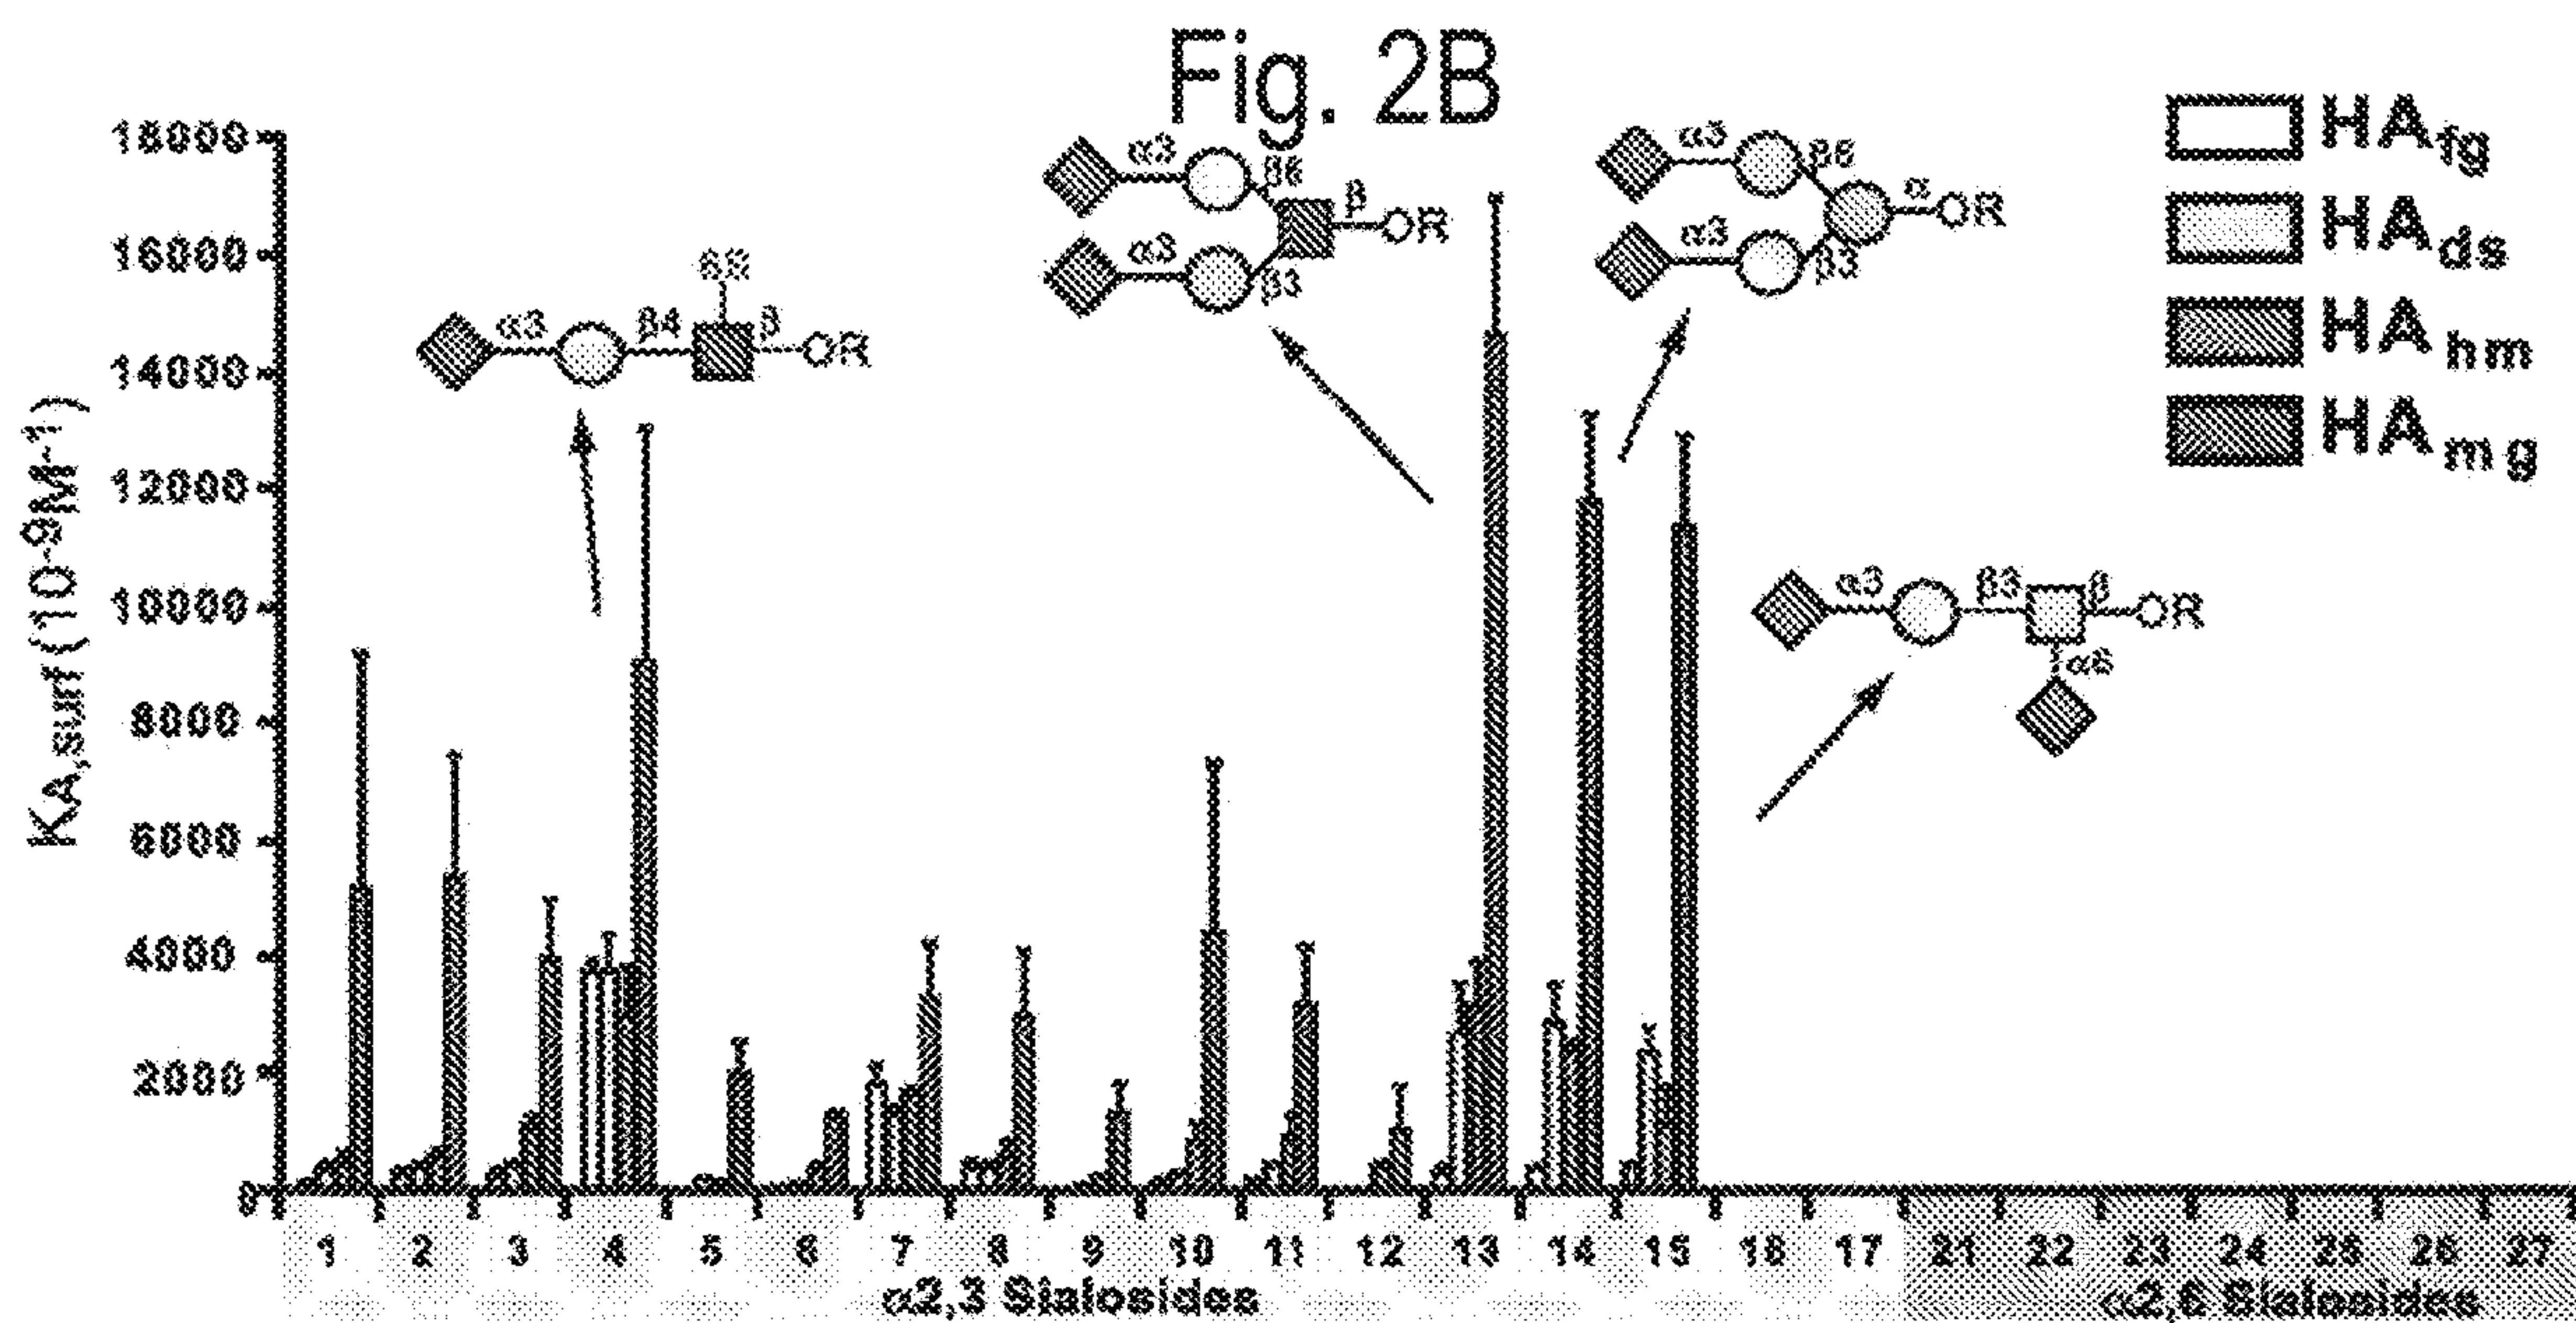 Fig. 2B
KA,surf (10-9M-1)
18000
16000
14000
12000
10000
8000
6000
4000
2000
0
α3 β4 6S β OR
α3 β6 β OR
α3 β3
α3 β6 α OR
α3 β3
α3 β3 β OR
α6
HAfg
HAds
HAhm
HAmg
1 2 3 4 5 6 7 8 9 10 11 12 13 14 15 16 17 21 22 23 24 25 26 27
α2,3 Sialosides α2,6 Sialosides